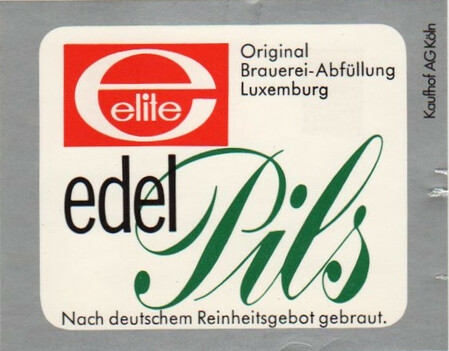 elite
Original
Brauerei-Abfüllung
Luxemburg
Kaufhof AG Köln
edel
Pils
Nach deutschem Reinheitsgebot gebraut.